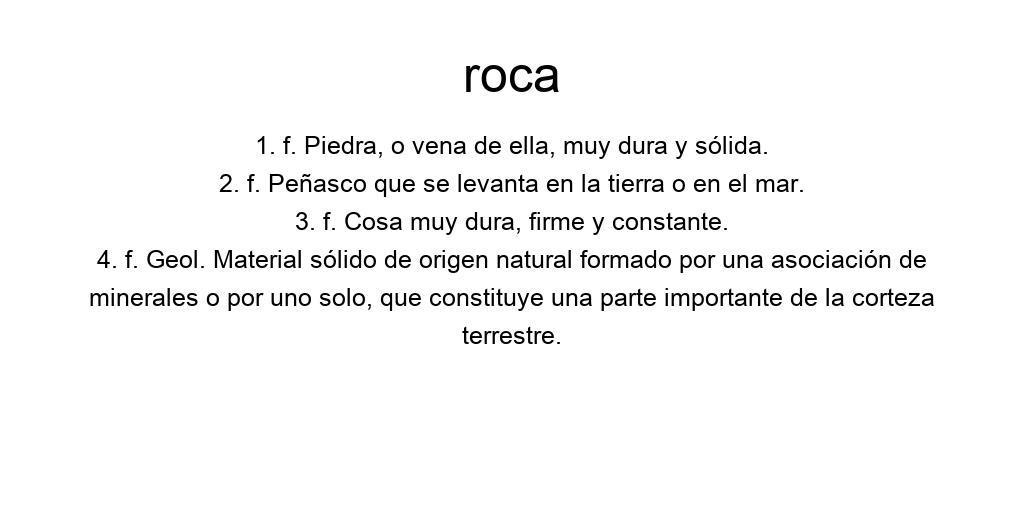 roca
1. f. Piedra, o vena de ella, muy dura y sólida.
2. f. Peñasco que se levanta en la tierra o en el mar.
3. f. Cosa muy dura, firme y constante.
4. f. Geol. Material sólido de origen natural formado por una asociación de
minerales o por uno solo, que constituye una parte importante de la corteza
terrestre.